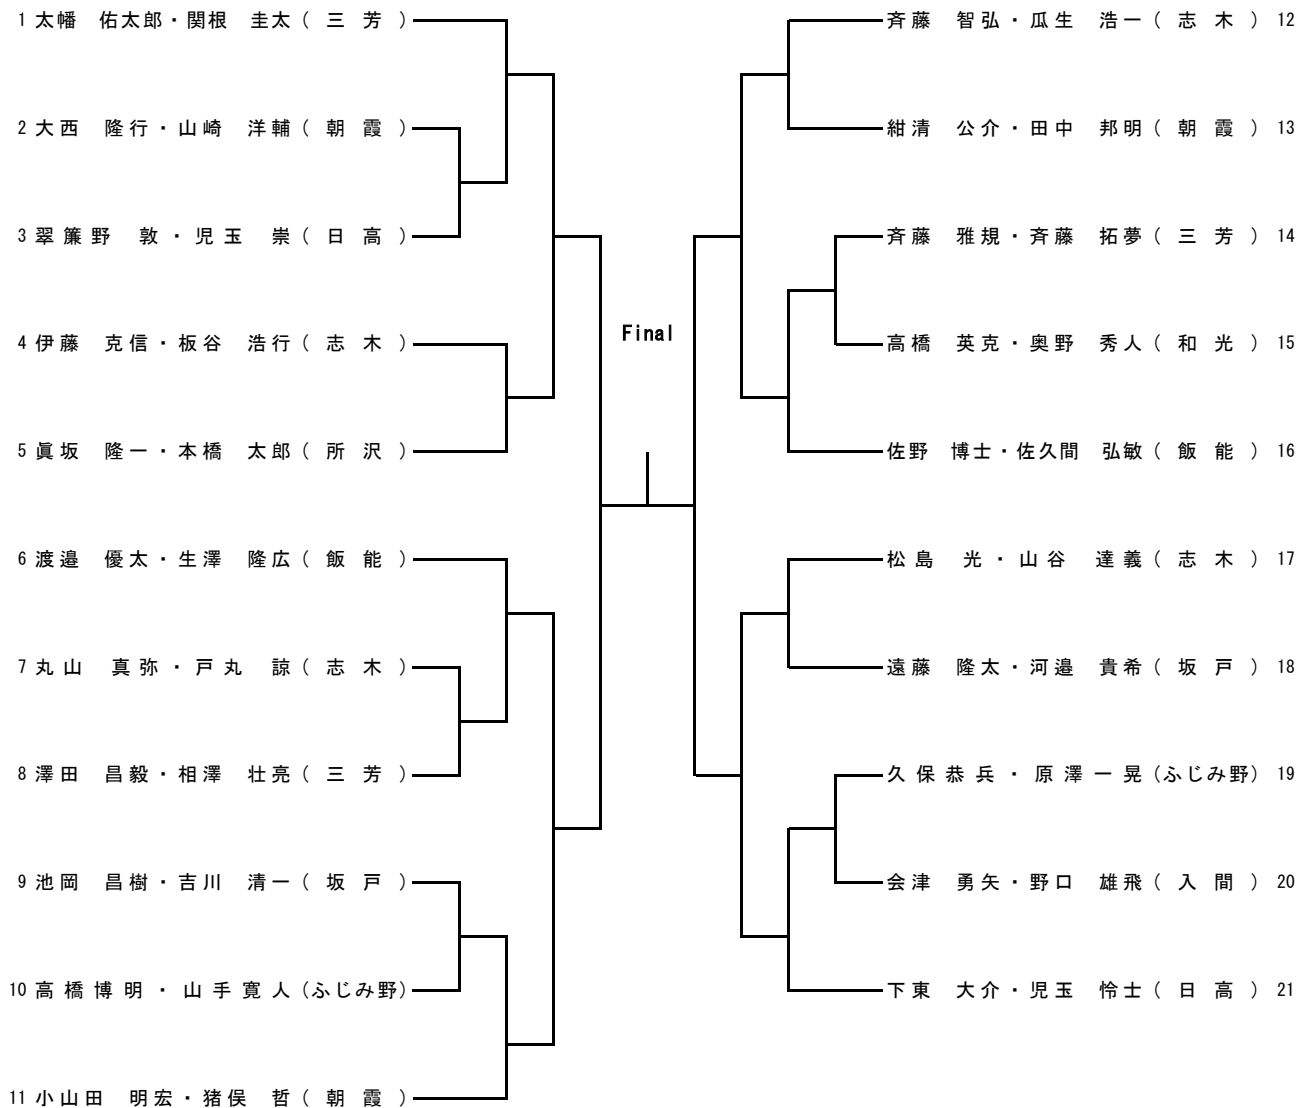 1 太幡 佑太郎・関根 圭太 ( 三 芳 )
2 大西 隆行・山崎 洋輔 ( 朝 霞 )
3 翠簾野 敦・児玉 崇 ( 日 高 )
4 伊藤 克信・板谷 浩行 ( 志 木 )
5 眞坂 隆一・本橋 太郎 ( 所 沢 )
6 渡邉 優太・生澤 隆広 ( 飯 能 )
7 丸山 真弥・戸丸 諒 ( 志 木 )
8 澤田 昌毅・相澤 壮亮 ( 三 芳 )
9 池岡 昌樹・吉川 清一 ( 坂 戸 )
10 高橋博明・山手寛人 (ふじみ野)
11 小山田 明宏・猪俣 哲 ( 朝 霞 )
Final
斉藤 智弘・瓜生 浩一 ( 志 木 ) 12
紺清 公介・田中 邦明 ( 朝 霞 ) 13
斉藤 雅規・斉藤 拓夢 ( 三 芳 ) 14
高橋 英克・奥野 秀人 ( 和 光 ) 15
佐野 博士・佐久間 弘敏 ( 飯 能 ) 16
松島 光・山谷 達義 ( 志 木 ) 17
遠藤 隆太・河邉 貴希 ( 坂 戸 ) 18
久保恭兵・原澤一晃 (ふじみ野) 19
会津 勇矢・野口 雄飛 ( 入 間 ) 20
下東 大介・児玉 怜士 ( 日 高 ) 21